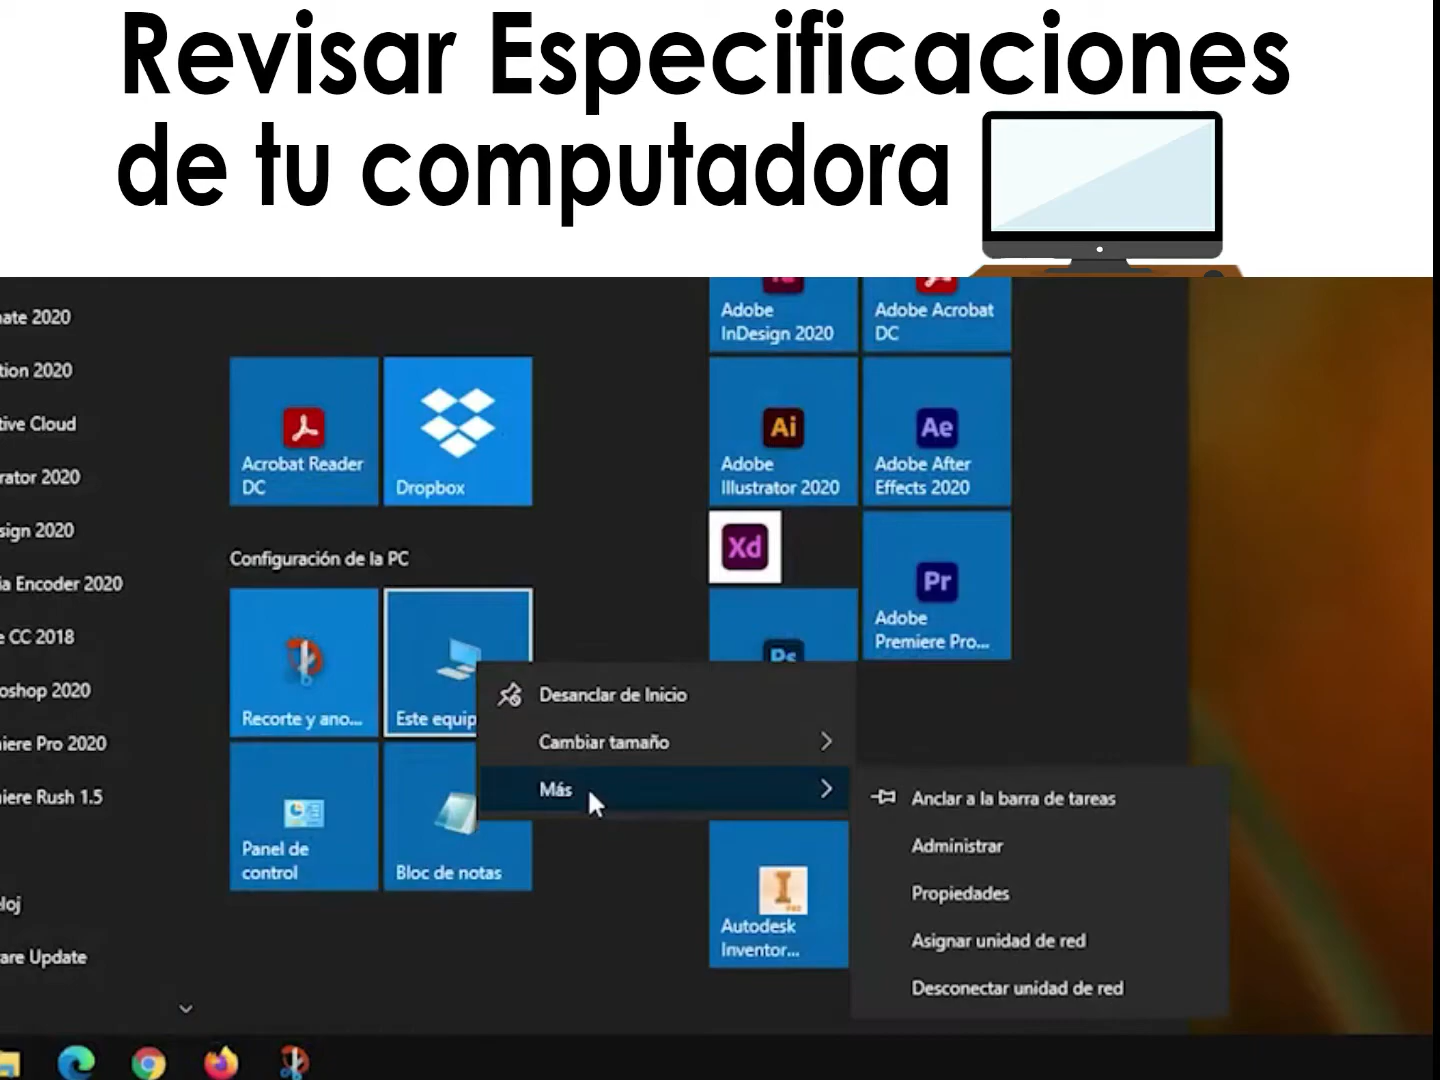 Revisar Especificaciones
de tu computadora
nate 2020
tion 2020
tive Cloud
rator 2020
sign 2020
ia Encoder 2020
e CC 2018
oshop 2020
iere Pro 2020
iere Rush 1.5
eloj
are Update
Acrobat Reader
DC
Dropbox
Configuración de la PC
Recorte y ano...
Este equip
Panel de
control
Bloc de notas
Adobe
InDesign 2020
Adobe Acrobat
DC
Ai
Adobe
Illustrator 2020
Ae
Adobe After
Effects 2020
Xd
Pr
Adobe
Premiere Pro...
Ps
Desanclar de Inicio
Cambiar tamaño
Más
Anclar a la barra de tareas
Administrar
Propiedades
Asignar unidad de red
Desconectar unidad de red
I
Autodesk
Inventor...